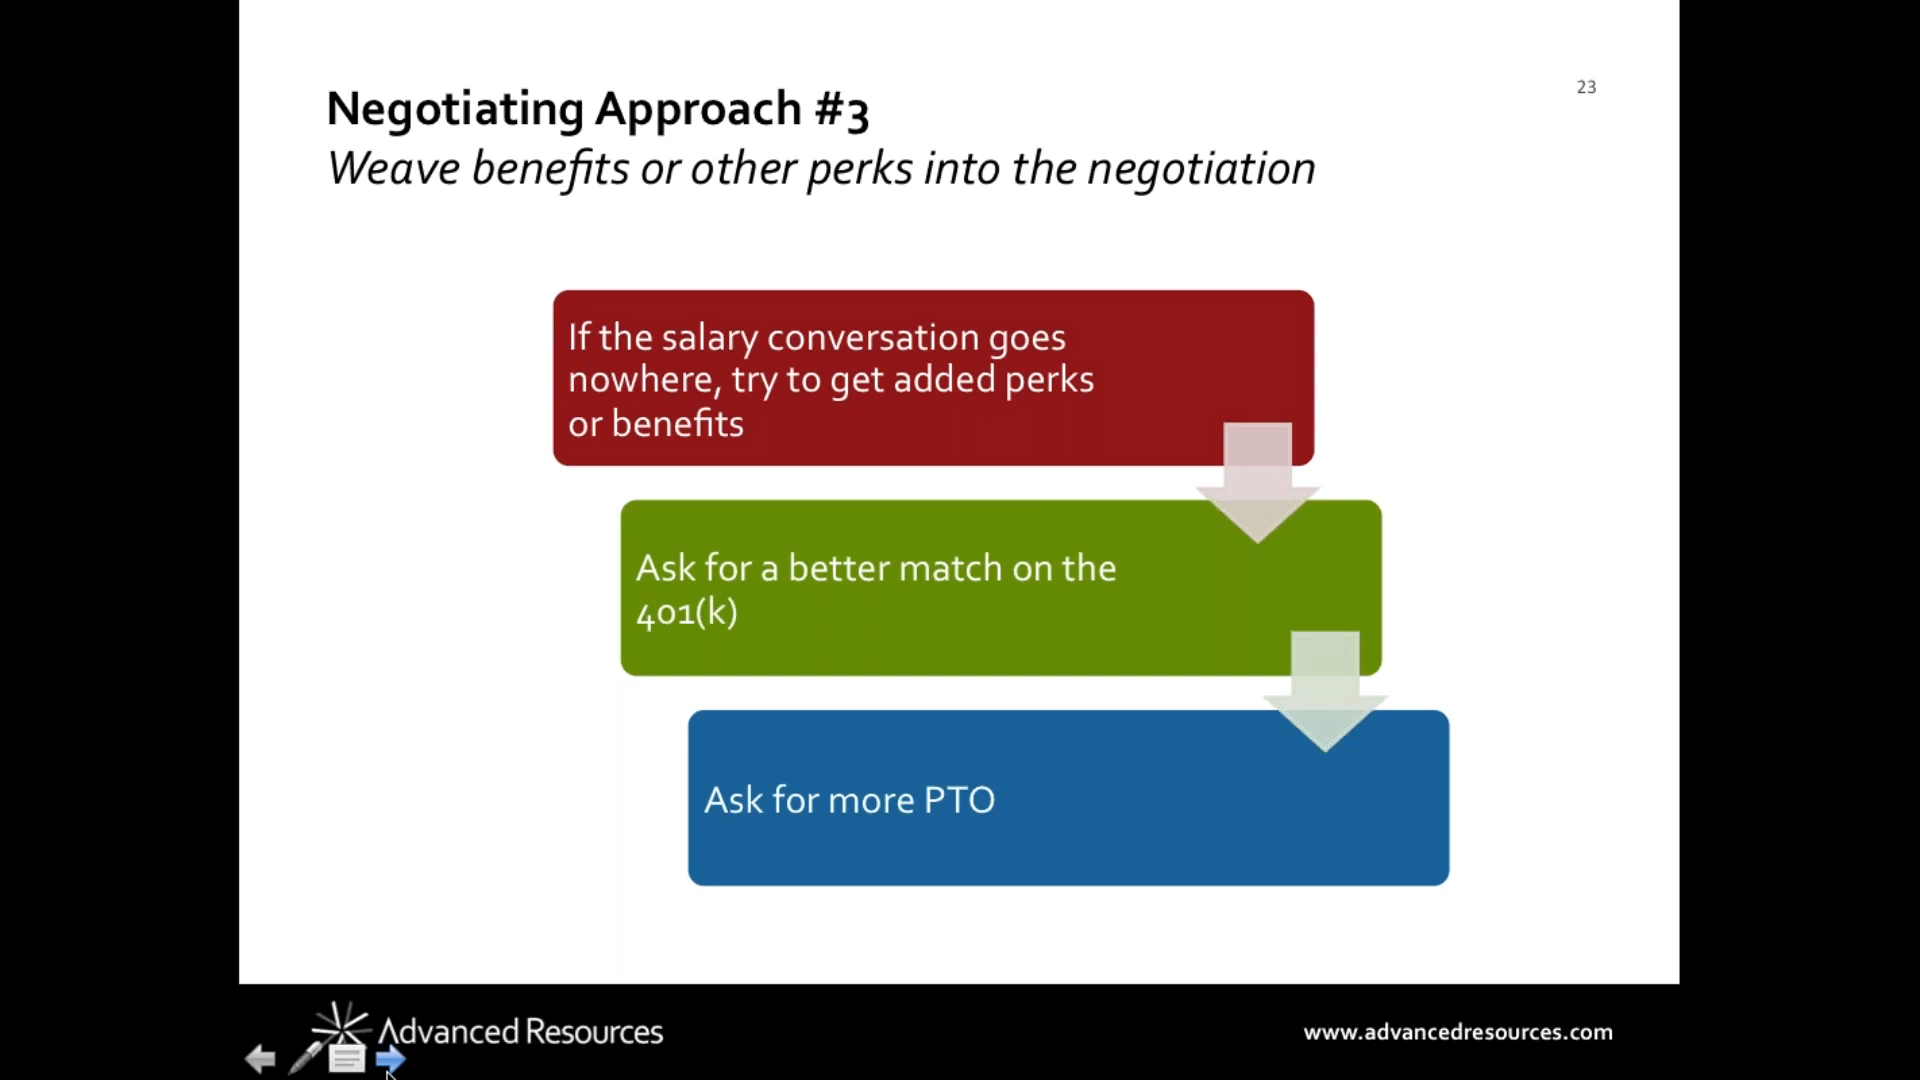 23
Negotiating Approach #3
Weave benefits or other perks into the negotiation
If the salary conversation goes
nowhere, try to get added perks
or benefits
Ask for a better match on the
401(k)
Ask for more PTO
Advanced Resources
www.advancedresources.com